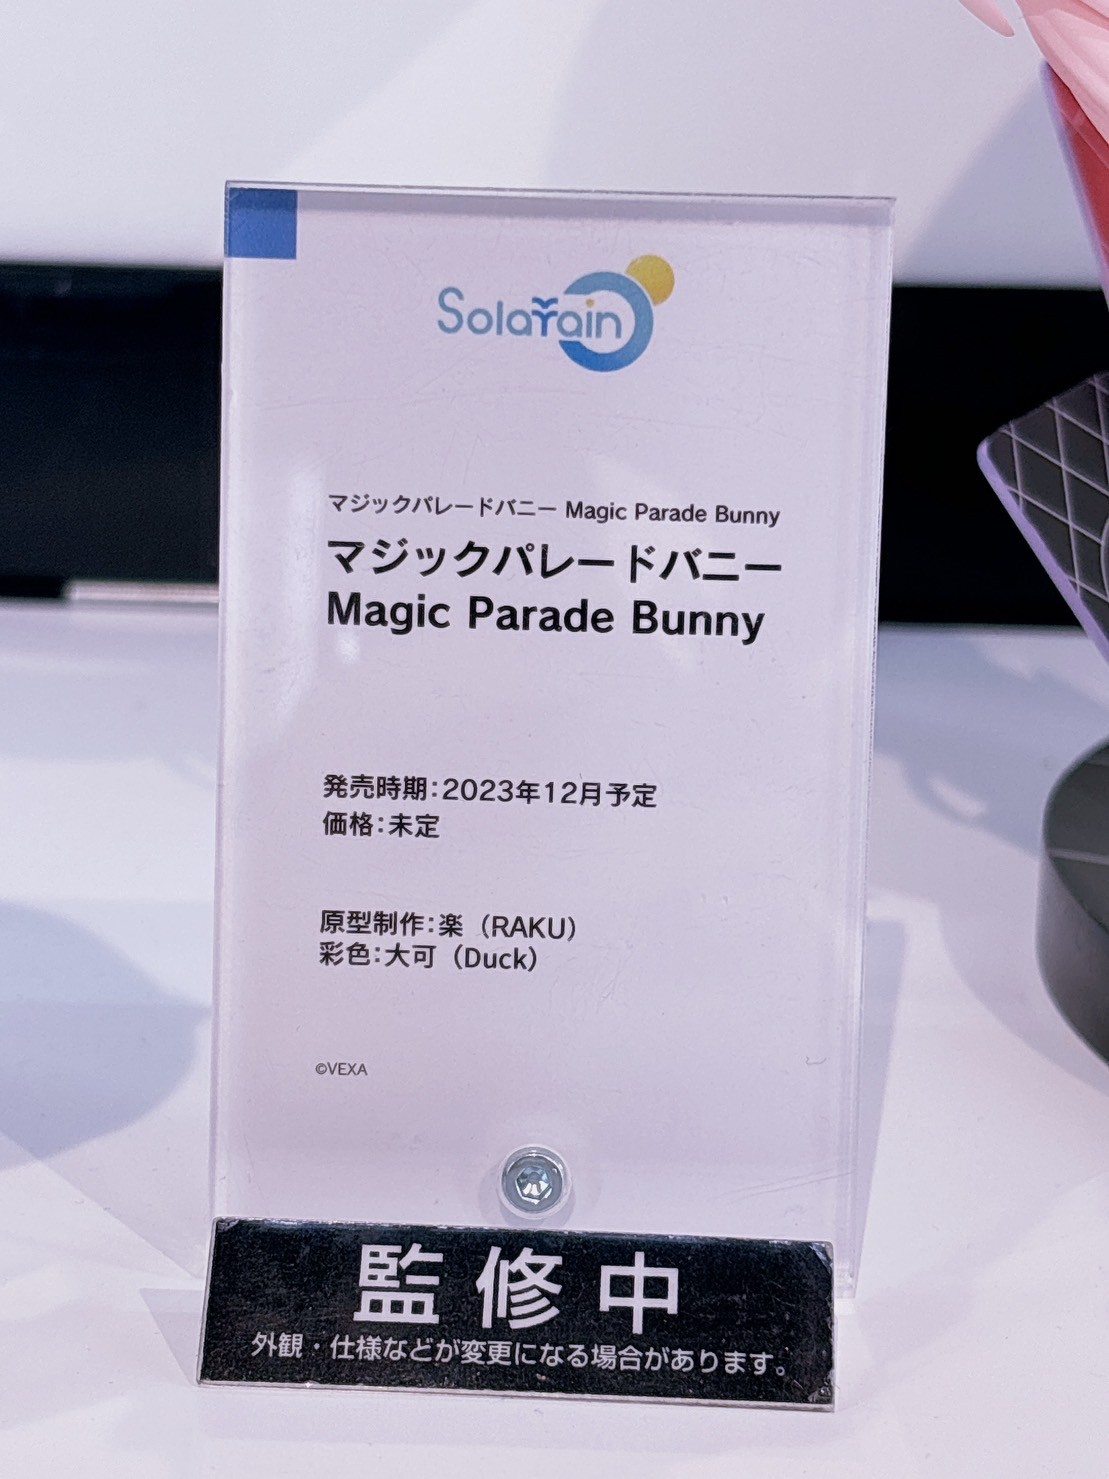 Solarain
マジックパレードバニー Magic Parade Bunny
マジックパレードバニー
Magic Parade Bunny
発売時期:2023年12月予定
価格:未定
原型制作:楽（RAKU）
彩色:大可（Duck）
©VEXA
監修中
外観・仕様などが変更になる場合があります。